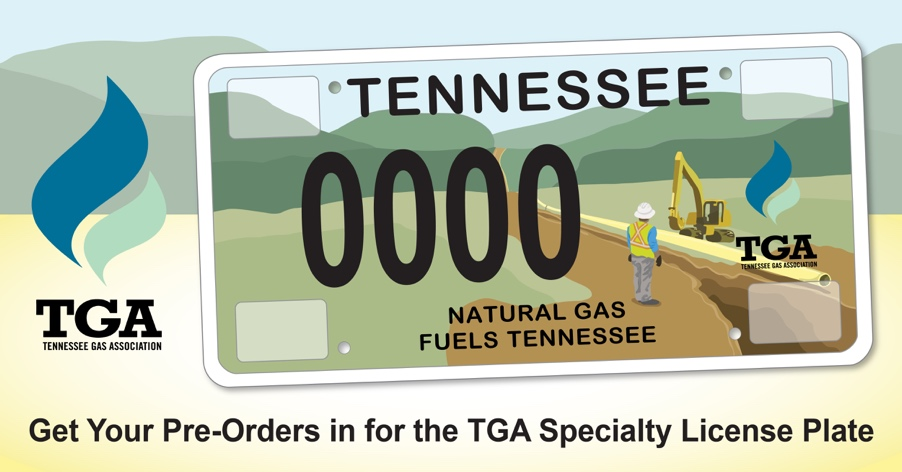 TENNESSEE
0000
TGA
TENNESSEE GAS ASSOCIATION
NATURAL GAS
FUELS TENNESSEE
TGA
TENNESSEE GAS ASSOCIATION
Get Your Pre-Orders in for the TGA Specialty License Plate